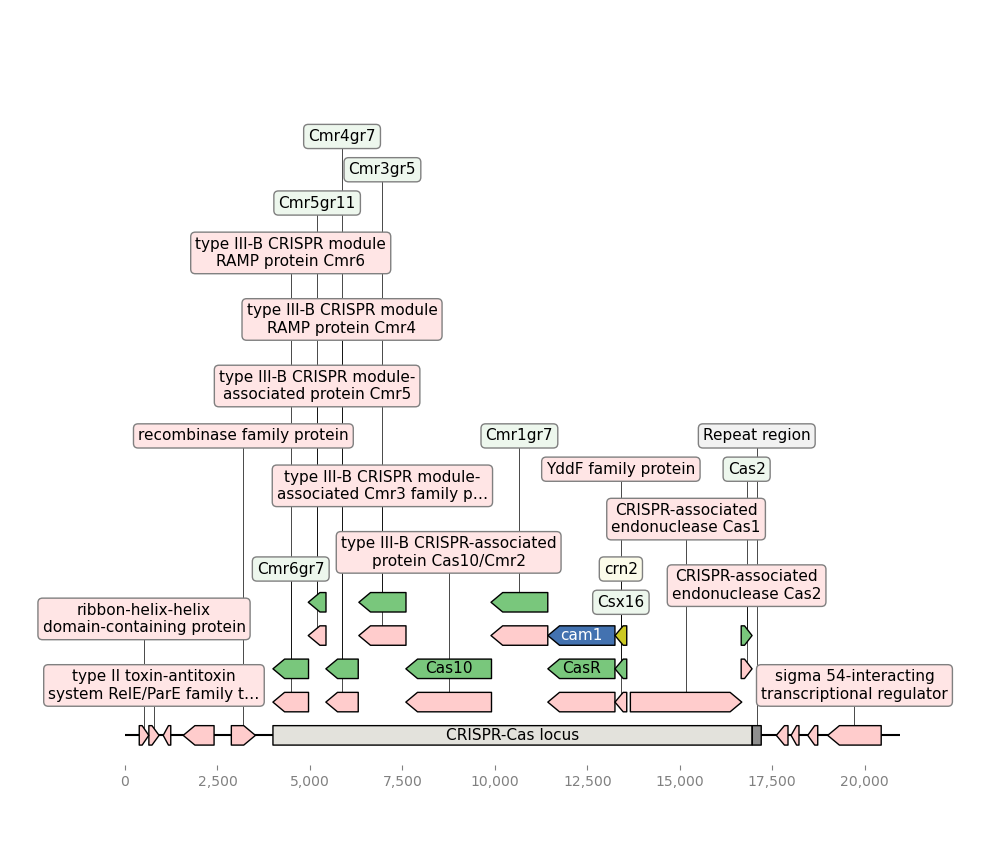 Cmr4gr7
Cmr3gr5
Cmr5gr11
type III-B CRISPR module
RAMP protein Cmr6
type III-B CRISPR module
RAMP protein Cmr4
type III-B CRISPR module-
associated protein Cmr5
recombinase family protein
Cmr1gr7
Repeat region
YddF family protein
Cas2
type III-B CRISPR module-
associated Cmr3 family p…
CRISPR-associated
endonuclease Cas1
type III-B CRISPR-associated
protein Cas10/Cmr2
Cmr6gr7
crn2
CRISPR-associated
endonuclease Cas2
Csx16
ribbon-helix-helix
domain-containing protein
cam1
Cas10
CasR
type II toxin-antitoxin
system RelE/ParE family t…
sigma 54-interacting
transcriptional regulator
CRISPR-Cas locus
0
2,500
5,000
7,500
10,000
12,500
15,000
17,500
20,000